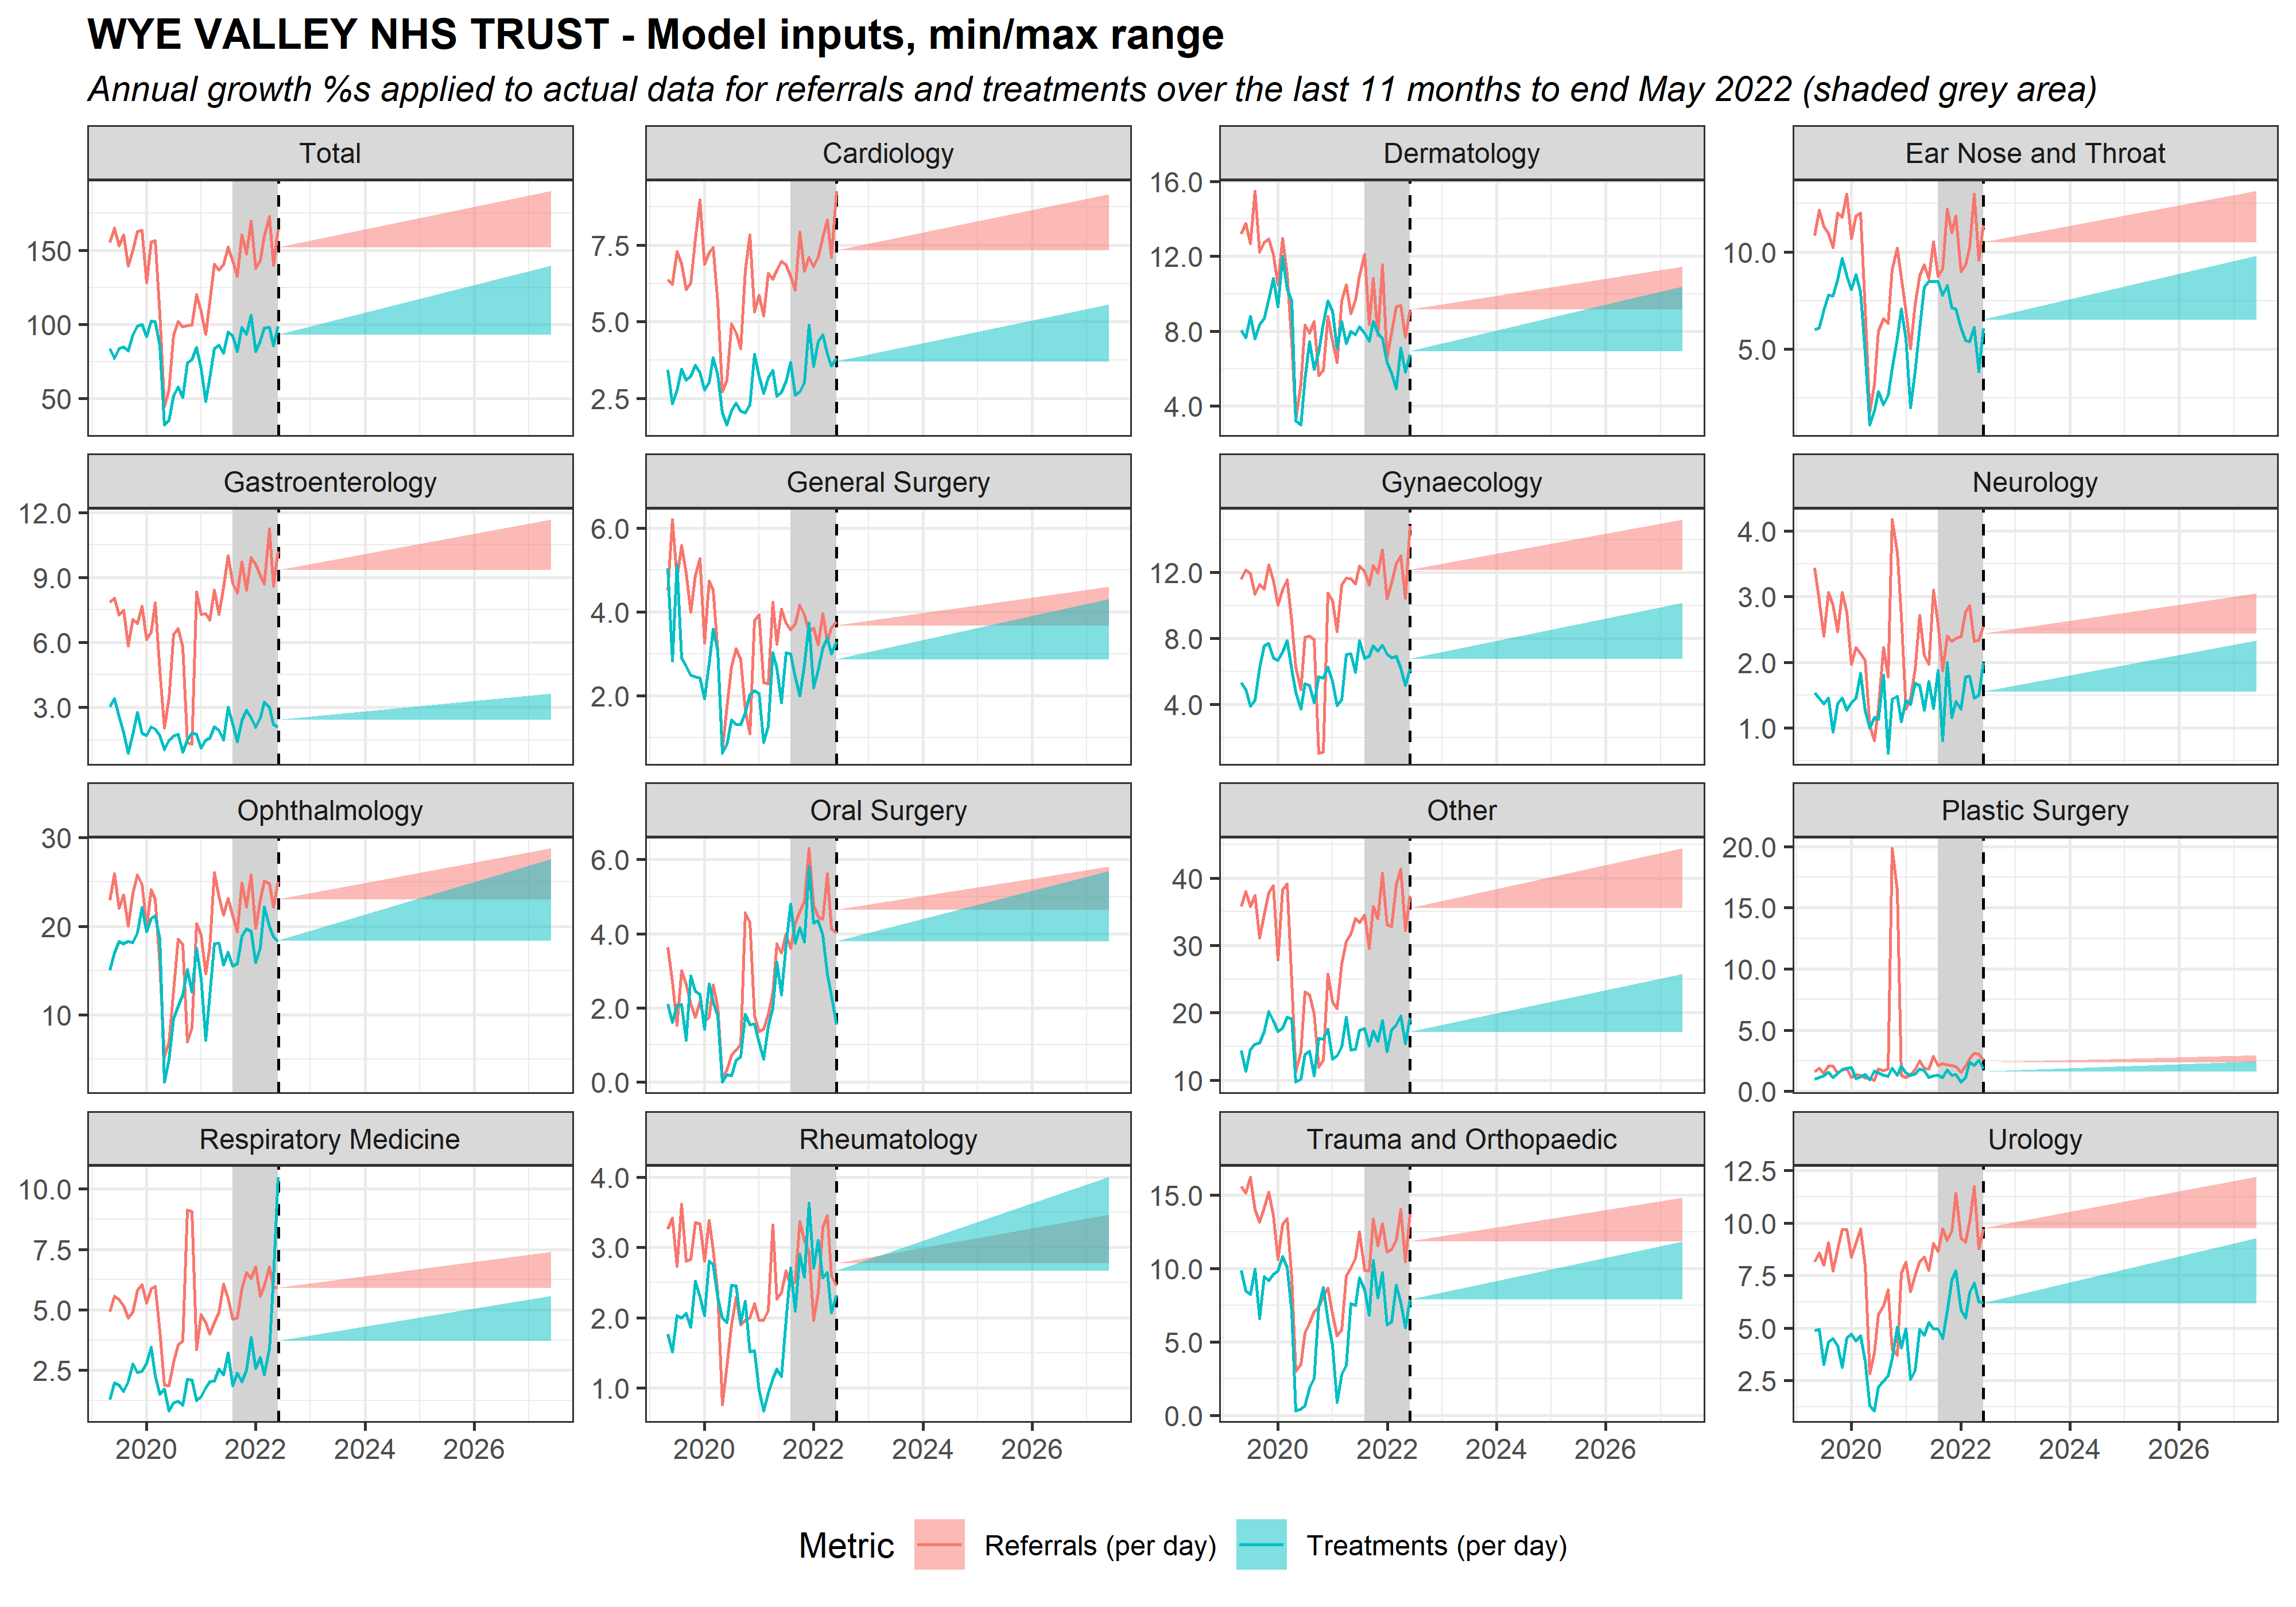 WYE VALLEY NHS TRUST - Model inputs, min/max range
Annual growth %s applied to actual data for referrals and treatments over the last 11 months to end May 2022 (shaded grey area)
Total
Cardiology
Dermatology
Ear Nose and Throat
150
100
50
7.5
5.0
2.5
16.0
12.0
8.0
4.0
10.0
5.0
Gastroenterology
General Surgery
Gynaecology
Neurology
12.0
9.0
6.0
3.0
6.0
4.0
2.0
12.0
8.0
4.0
4.0
3.0
2.0
1.0
Ophthalmology
Oral Surgery
Other
Plastic Surgery
30
20
10
6.0
4.0
2.0
0.0
40
30
20
10
20.0
15.0
10.0
5.0
0.0
Respiratory Medicine
Rheumatology
Trauma and Orthopaedic
Urology
10.0
7.5
5.0
2.5
4.0
3.0
2.0
1.0
15.0
10.0
5.0
0.0
12.5
10.0
7.5
5.0
2.5
2020 2022 2024 2026
2020 2022 2024 2026
2020 2022 2024 2026
2020 2022 2024 2026
Metric Referrals (per day) Treatments (per day)